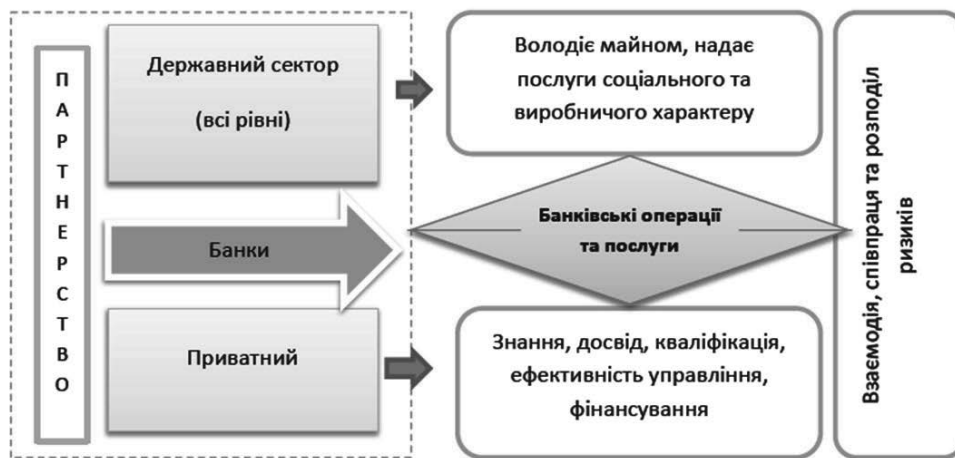 ПАРТНЕРСТВО
Державний сектор
(всі рівні)
Володіє майном, надає
послуги соціального та
виробничого характеру
Банки
Банківські операції
та послуги
Приватний
Знання, досвід, кваліфікація,
ефективність управління,
фінансування
Взаємодія, співпраця та розподіл
ризиків